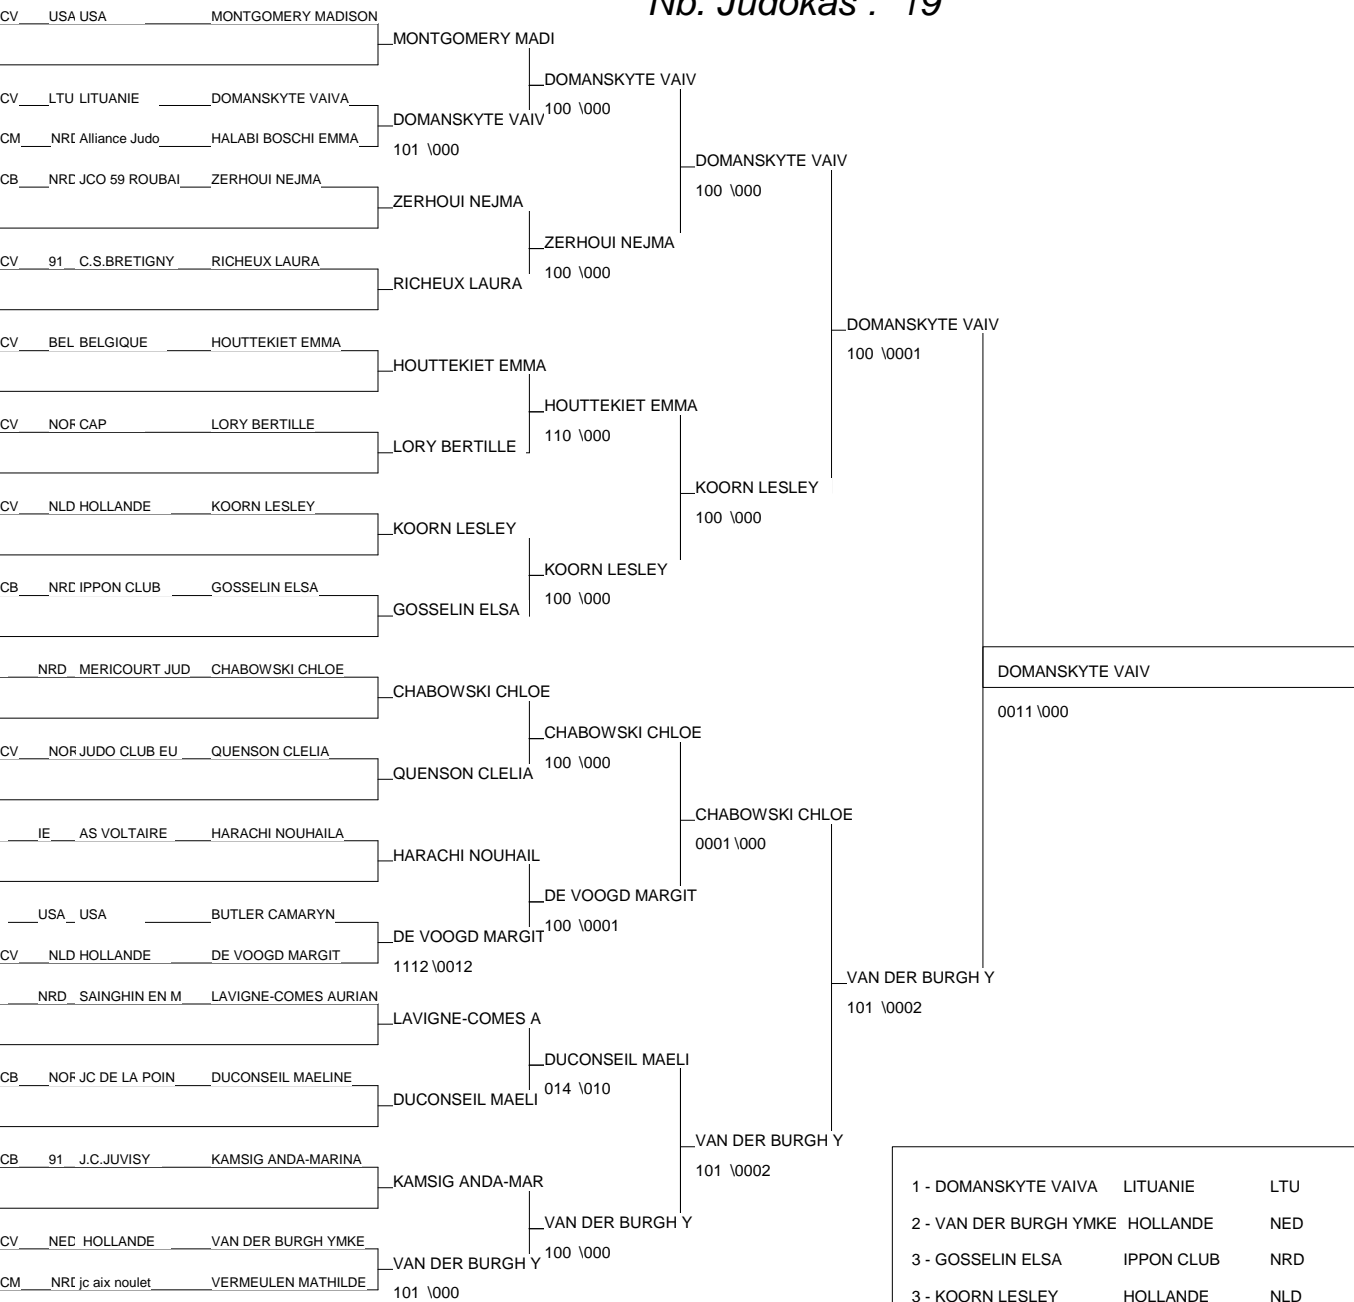 Nb. Judokas : 19
CV USA USA MONTGOMERY MADISON
MONTGOMERY MADI
DOMANSKYTE VAIV
100 \000
CV LTU LITUANIE DOMANSKYTE VAIVA
DOMANSKYTE VAIV
101 \000
CM NRD Alliance Judo HALABI BOSCHI EMMA
DOMANSKYTE VAIV
100 \000
CB NRD JCO 59 ROUBAI ZERHOUI NEJMA
ZERHOUI NEJMA
ZERHOUI NEJMA
100 \000
CV 91 C.S.BRETIGNY RICHEUX LAURA
RICHEUX LAURA
DOMANSKYTE VAIV
100 \0001
CV BEL BELGIQUE HOUTTEKIET EMMA
HOUTTEKIET EMMA
HOUTTEKIET EMMA
110 \000
CV NOR CAP LORY BERTILLE
LORY BERTILLE
KOORN LESLEY
100 \000
CV NLD HOLLANDE KOORN LESLEY
KOORN LESLEY
KOORN LESLEY
100 \000
CB NRD IPPON CLUB GOSSELIN ELSA
GOSSELIN ELSA
DOMANSKYTE VAIV
0011 \000
NRD MERICOURT JUD CHABOWSKI CHLOE
CHABOWSKI CHLOE
CHABOWSKI CHLOE
100 \000
CV NOR JUDO CLUB EU QUENSON CLELIA
QUENSON CLELIA
CHABOWSKI CHLOE
0001 \000
IE AS VOLTAIRE HARACHI NOUHAILA
HARACHI NOUHAIL
DE VOOGD MARGIT
100 \0001
USA USA BUTLER CAMARYN
DE VOOGD MARGIT
1112 \0012
CV NLD HOLLANDE DE VOOGD MARGIT
VAN DER BURGH Y
101 \0002
NRD SAINGHIN EN M LAVIGNE-COMES AURIAN
LAVIGNE-COMES A
DUCONSEIL MAELI
014 \010
CB NOR JC DE LA POIN DUCONSEIL MAELINE
DUCONSEIL MAELI
VAN DER BURGH Y
101 \0002
CB 91 J.C.JUVISY KAMSIG ANDA-MARINA
KAMSIG ANDA-MAR
VAN DER BURGH Y
100 \000
CV NED HOLLANDE VAN DER BURGH YMKE
VAN DER BURGH Y
101 \000
CM NRD jc aix noulet VERMEULEN MATHILDE
1 - DOMANSKYTE VAIVA LITUANIE LTU
2 - VAN DER BURGH YMKE HOLLANDE NED
3 - GOSSELIN ELSA IPPON CLUB NRD
3 - KOORN LESLEY HOLLANDE NLD